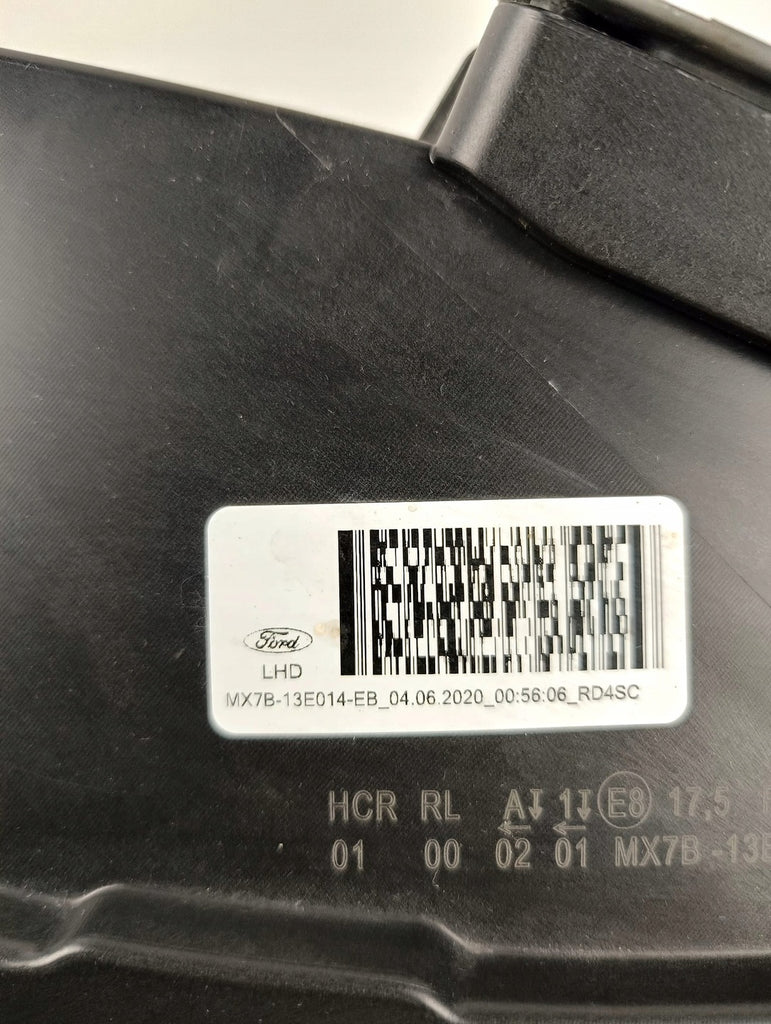 Ford
LHD
MX7B-13E014-EB_04.06.2020_00:56:06_RD4SC
HCR RL A 1 E8 17,5
01 00 02 01 MX7B -13E